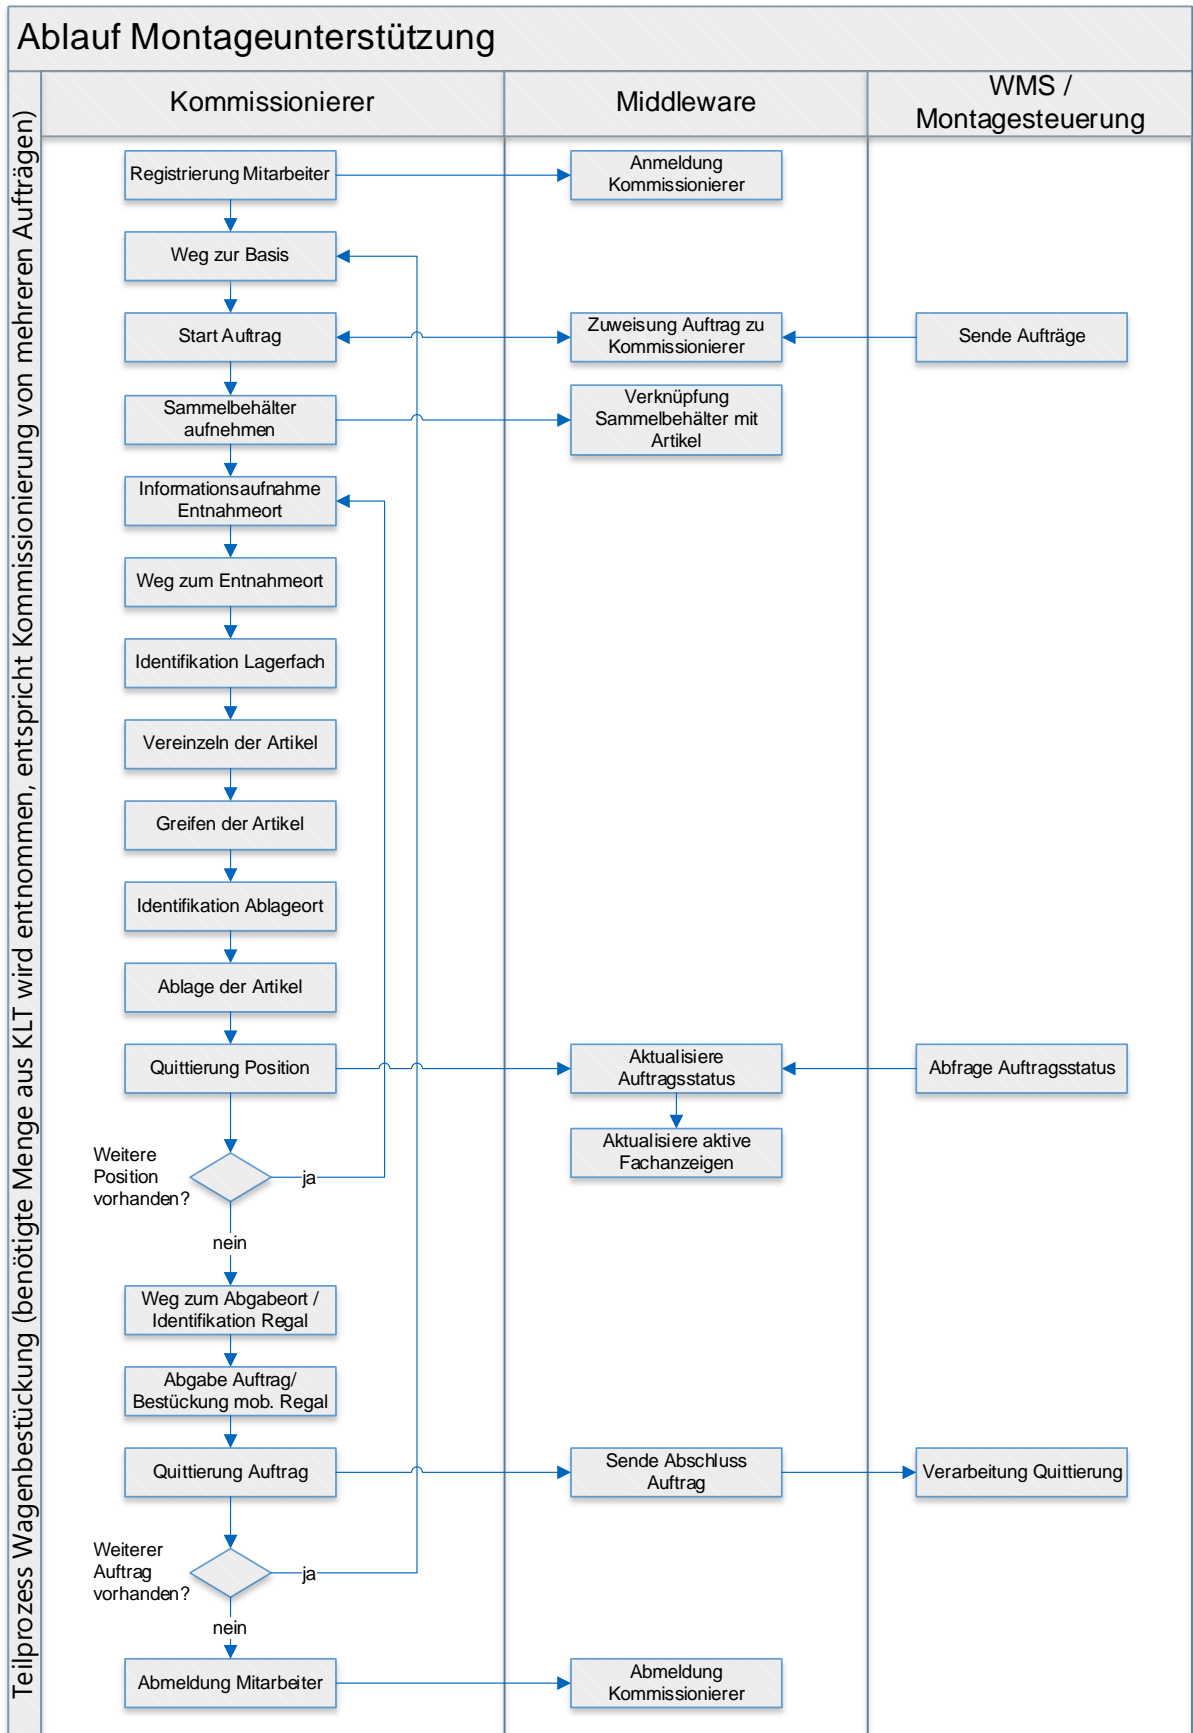 Ablauf Montageunterstützung
Teilprozess Wagenbestückung (benötigte Menge aus KLT wird entnommen, entspricht Kommissionierung von mehreren Aufträgen)
Kommissionierer
Middleware
WMS /
Montagesteuerung
Registrierung Mitarbeiter
Anmeldung
Kommissionierer
Weg zur Basis
Start Auftrag
Zuweisung Auftrag zu
Kommissionierer
Sende Aufträge
Sammelbehälter
aufnehmen
Verknüpfung
Sammelbehälter mit
Artikel
Informationsaufnahme
Entnahmeort
Weg zum Entnahmeort
Identifikation Lagerfach
Vereinzeln der Artikel
Greifen der Artikel
Identifikation Ablageort
Ablage der Artikel
Quittierung Position
Aktualisiere
Auftragsstatus
Abfrage Auftragsstatus
Aktualisiere aktive
Fachanzeigen
Weitere
Position
vorhanden?
ja
nein
Weg zum Abgabeort /
Identifikation Regal
Abgabe Auftrag/
Bestückung mob. Regal
Quittierung Auftrag
Sende Abschluss
Auftrag
Verarbeitung Quittierung
Weiterer
Auftrag
vorhanden?
ja
nein
Abmeldung Mitarbeiter
Abmeldung
Kommissionierer